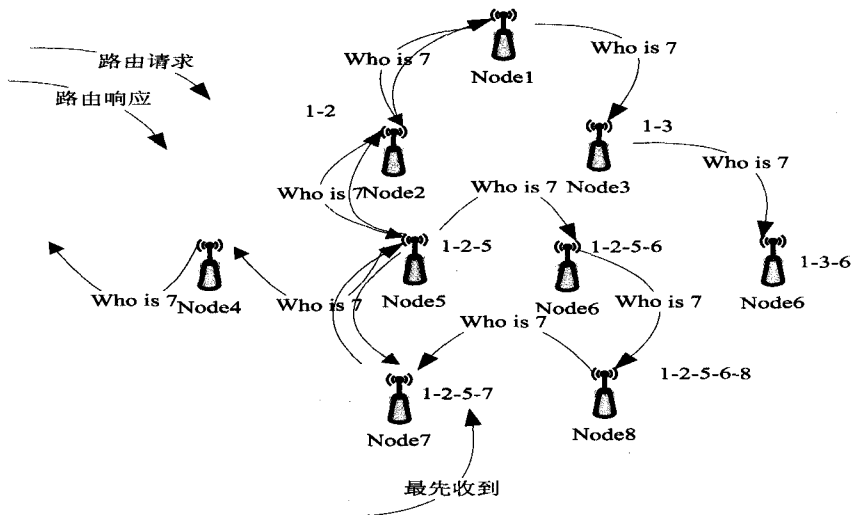 Who is 7
Who is 7
路由请求
Node1
路由响应
1-2
1-3
Node2
Node3
Who is 7
Who is 7
Who is 7
1-2-5
1-2-5-6
1-3-6
Who is 7
Node4
Who is 7
Node5
Node6
Node6
Who is 7
Who is 7
1-2-5-7
1-2-5-6-8
Node7
Node8
最先收到